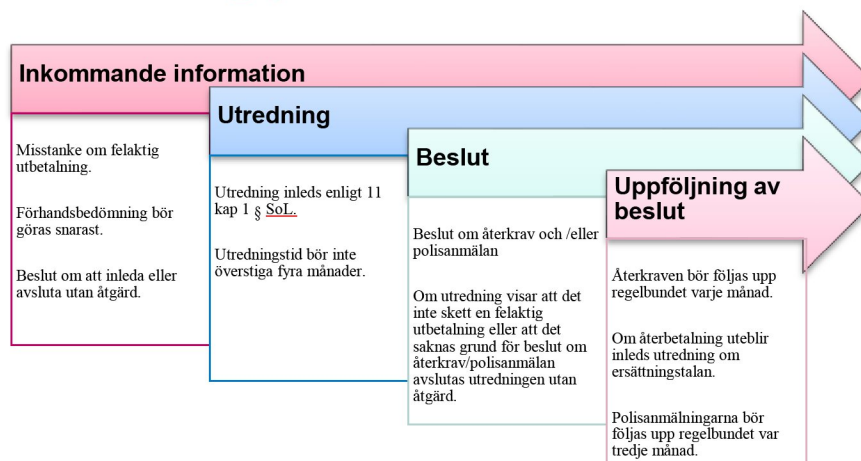 Inkommande information
Misstanke om felaktig
utbetalning.
Förhandsbedömning bör
göras snarast.
Beslut om att inleda eller
avsluta utan åtgärd.
Utredning
Utredning inleds enligt 11
kap 1 § SoL.
Utredningstid bör inte
överstiga fyra månader.
Beslut
Beslut om återkrav och /eller
polisanmälan
Om utredning visar att det
inte skett en felaktig
utbetalning eller att det
saknas grund för beslut om
återkrav/polisanmälan
avslutas utredningen utan
åtgärd.
Uppföljning av
beslut
Återkraven bör följas upp
regelbundet varje månad.
Om återbetalning uteblir
inleds utredning om
ersättningstalan.
Polisanmälningarna bör
följas upp regelbundet var
tredje månad.